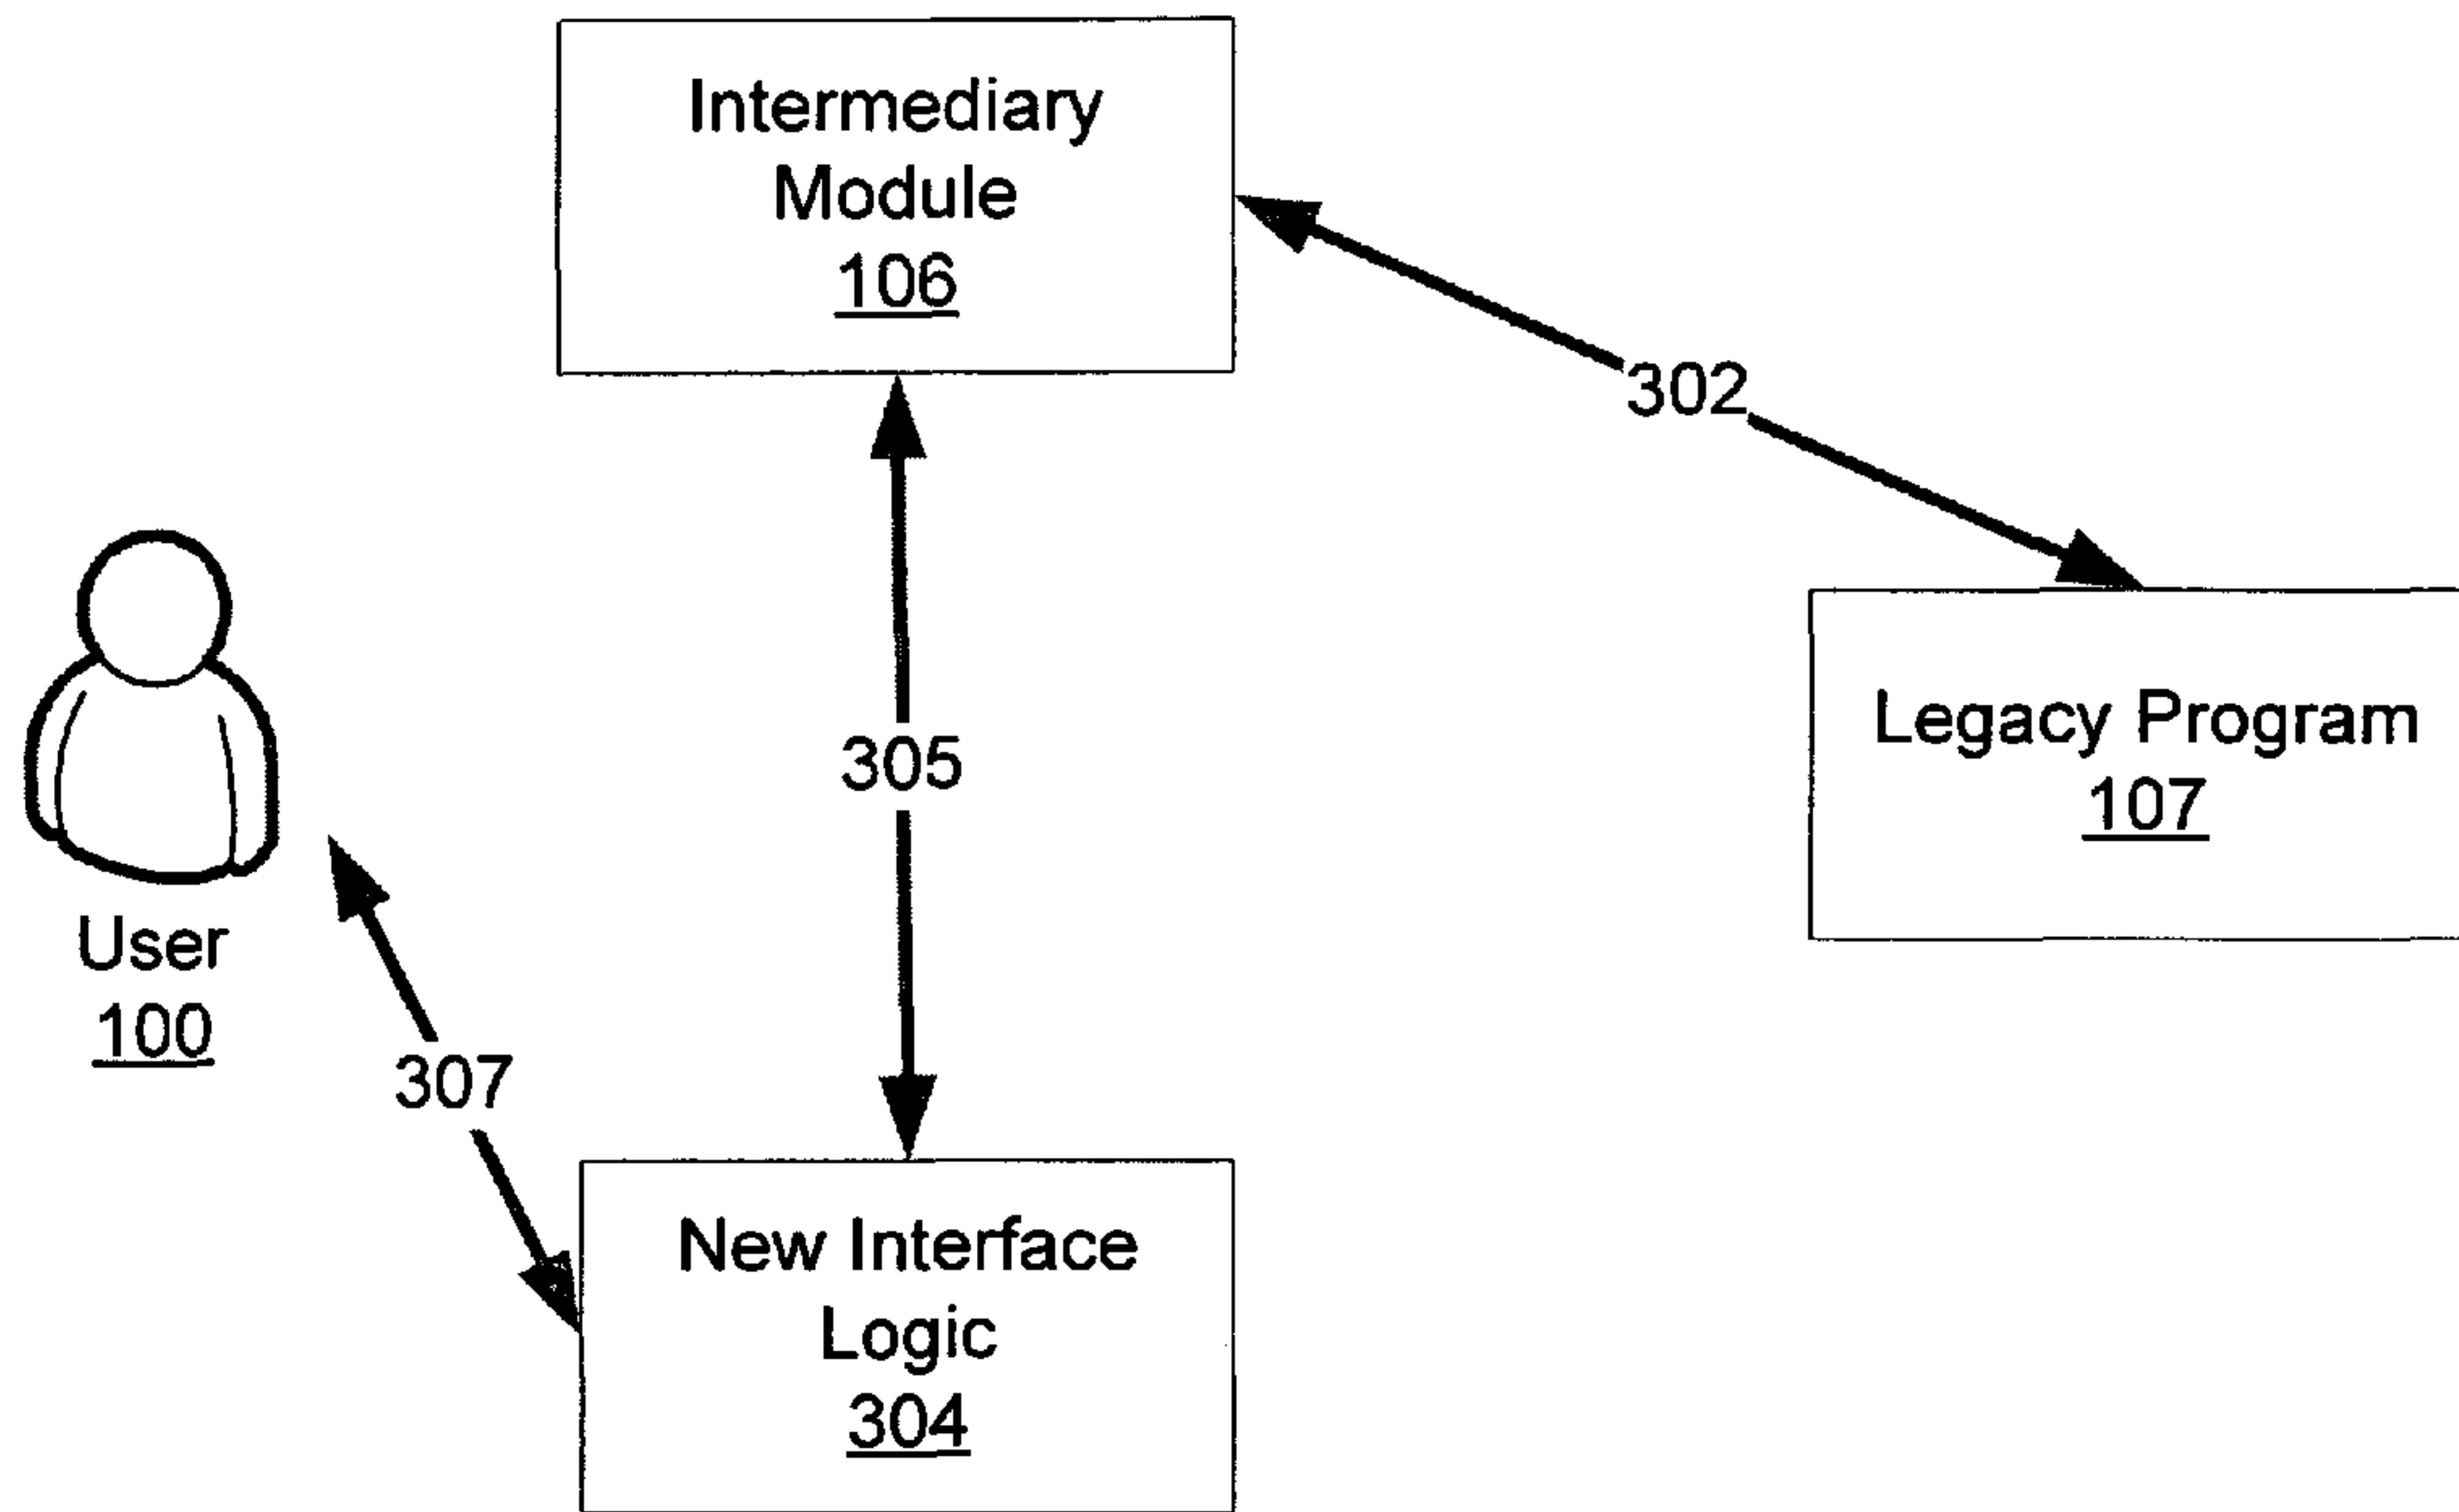 Intermediary
Module
106
302
Legacy Program
107
305
User
100
307
New Interface
Logic
304